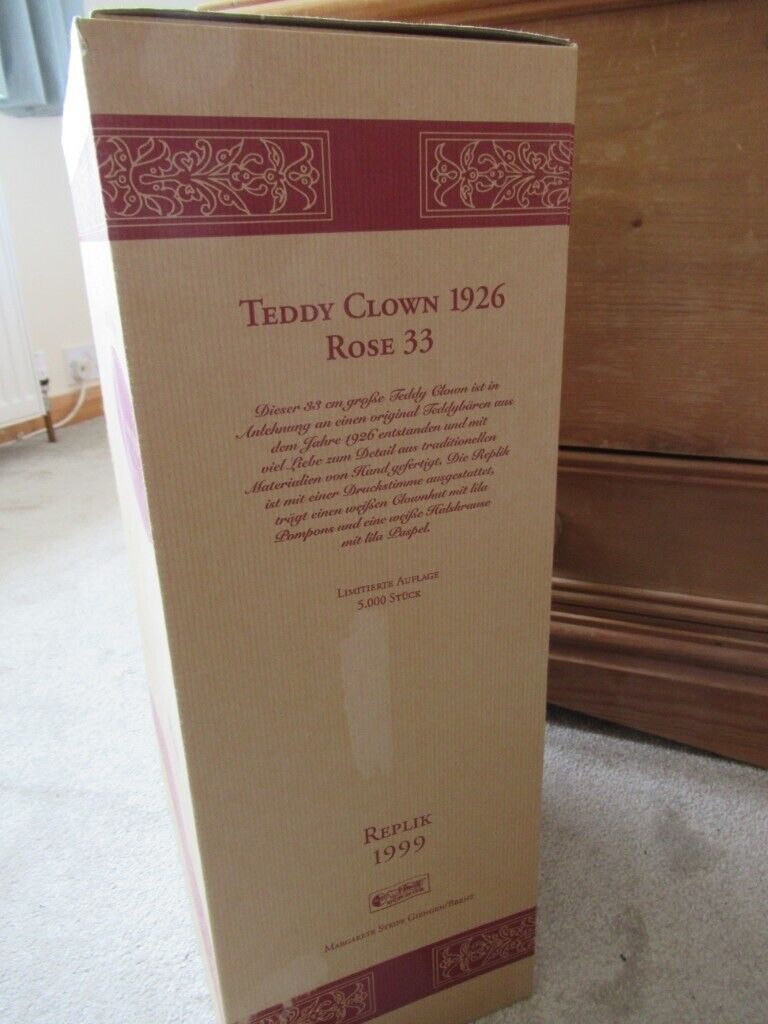 TEDDY CLOWN 1926
ROSE 33
Dieser 33 cm große Teddy Clown ist in
Anlehnung an einen original Teddybären aus
dem Jahre 1926 entstanden und mit
viel Liebe zum Detail aus traditionellen
Materialien von Hand gefertigt. Die Replik
ist mit einer Druckstimme ausgestattet,
trägt einen weißen Clownhut mit lila
Pompons und eine weiße Halskrause
mit lila Paspel.
LIMITIERTE AUFLAGE
5.000 STÜCK
REPLIK
1999
MARGARETE STEIFF GIENGEN/BRENZ